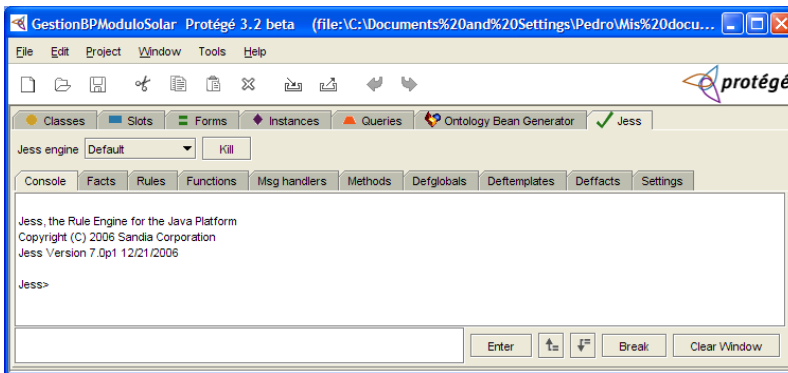 GestionBPModuloSolar Protégé 3.2 beta (file:\C:\Documents%20and%20Settings\Pedro\Mis%20docu...
File Edit Project Window Tools Help
protégé
Classes Slots Forms Instances Queries Ontology Bean Generator Jess
Jess engine Default Kill
Console Facts Rules Functions Msg handlers Methods Defglobals Deftemplates Deffacts Settings
Jess, the Rule Engine for the Java Platform
Copyright (C) 2006 Sandia Corporation
Jess Version 7.0p1 12/21/2006
Jess>
Enter Break Clear Window